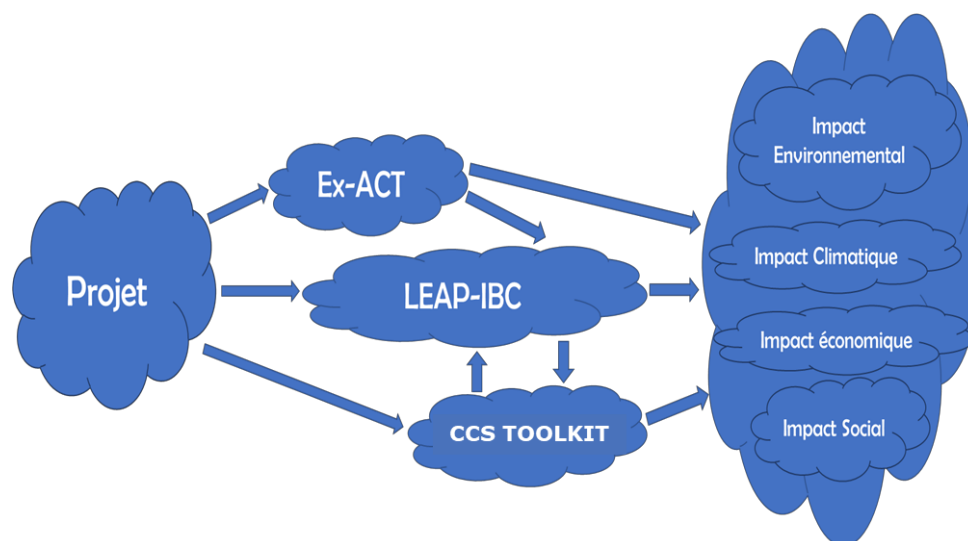 Projet
Ex-ACT
LEAP-IBC
CCS TOOLKIT
Impact
Environnemental
Impact Climatique
Impact économique
Impact Social